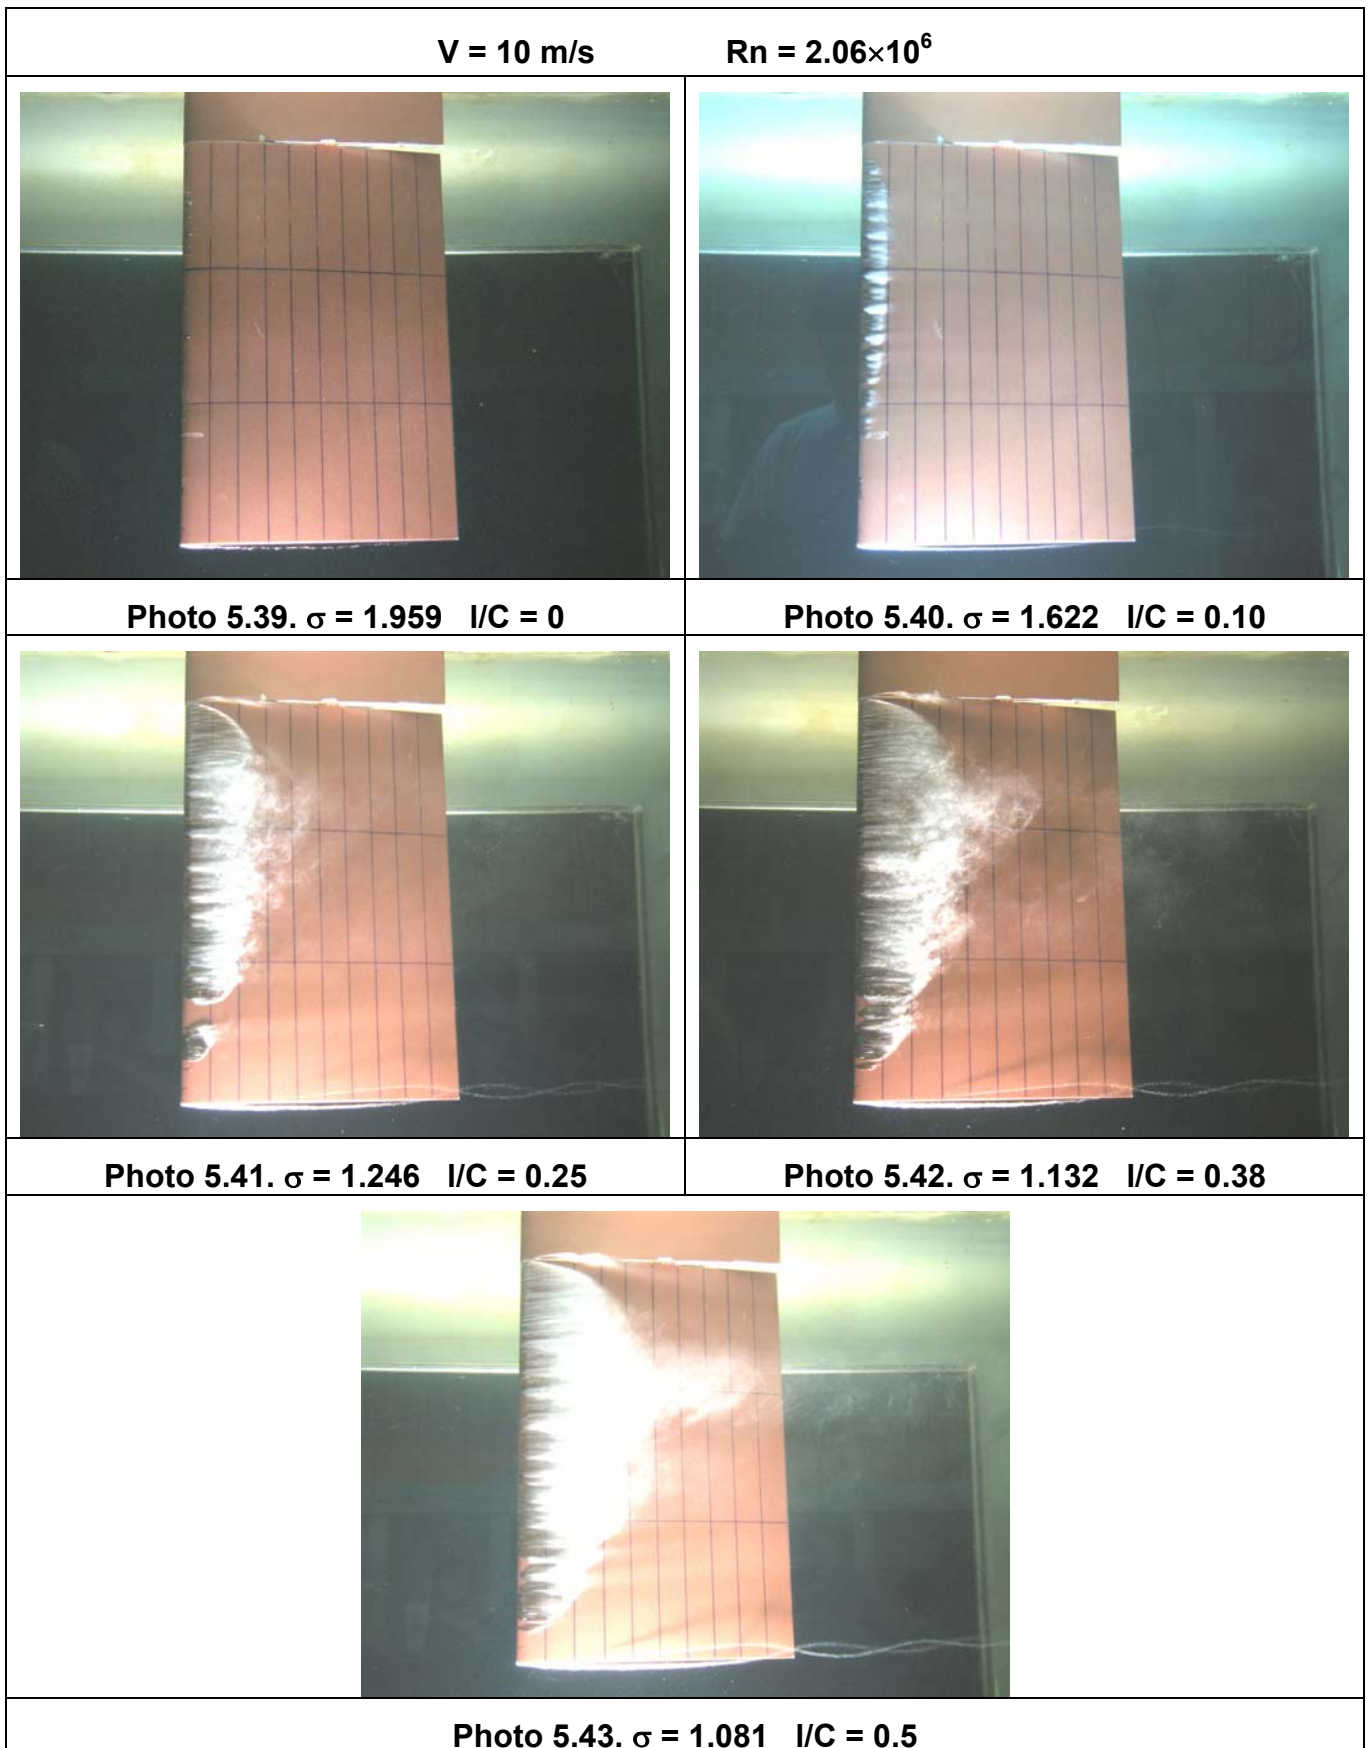 V = 10 m/s Rn = 2.06×10⁶
Photo 5.39. σ = 1.959 l/C = 0
Photo 5.40. σ = 1.622 l/C = 0.10
Photo 5.41. σ = 1.246 l/C = 0.25
Photo 5.42. σ = 1.132 l/C = 0.38
Photo 5.43. σ = 1.081 l/C = 0.5